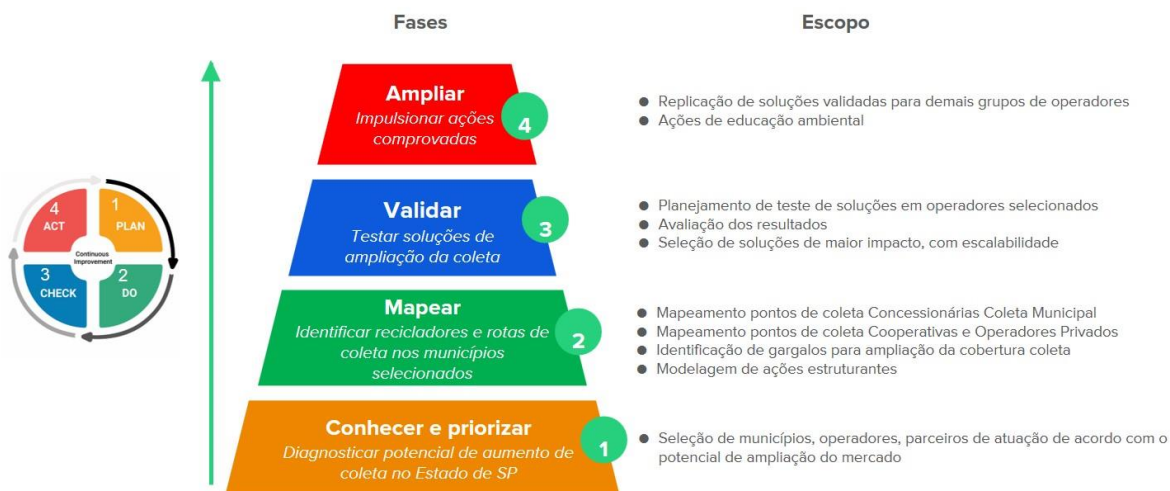 Fases
Escopo
Ampliar
Impulsionar ações
comprovadas
4
● Replicação de soluções validadas para demais grupos de operadores
● Ações de educação ambiental
Validar
Testar soluções de
ampliação da coleta
3
● Planejamento de teste de soluções em operadores selecionados
● Avaliação dos resultados
● Seleção de soluções de maior impacto, com escalabilidade
4
ACT
1
PLAN
Continuous
Improvement
3
CHECK
2
DO
Mapear
Identificar recicladores e rotas de
coleta nos municípios
selecionados
2
● Mapeamento pontos de coleta Concessionárias Coleta Municipal
● Mapeamento pontos de coleta Cooperativas e Operadores Privados
● Identificação de gargalos para ampliação da cobertura coleta
● Modelagem de ações estruturantes
Conhecer e priorizar
Diagnosticar potencial de aumento de
coleta no Estado de SP
1
● Seleção de municípios, operadores, parceiros de atuação de acordo com o
potencial de ampliação do mercado